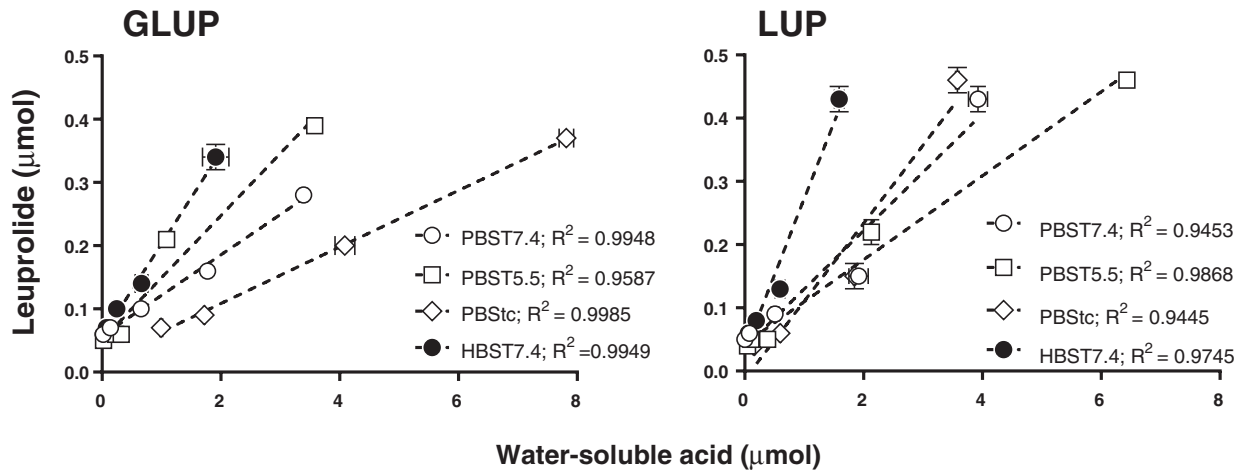 GLUP
Leuprolide (μmol)
0.5
0.4
0.3
0.2
0.1
0.0
0 2 4 6 8
PBST7.4; R² = 0.9948
PBST5.5; R² = 0.9587
PBStc; R² = 0.9985
HBST7.4; R² =0.9949
LUP
0.5
0.4
0.3
0.2
0.1
0.0
0 2 4 6 8
PBST7.4; R² = 0.9453
PBST5.5; R² = 0.9868
PBStc; R² = 0.9445
HBST7.4; R² = 0.9745
Water-soluble acid (μmol)